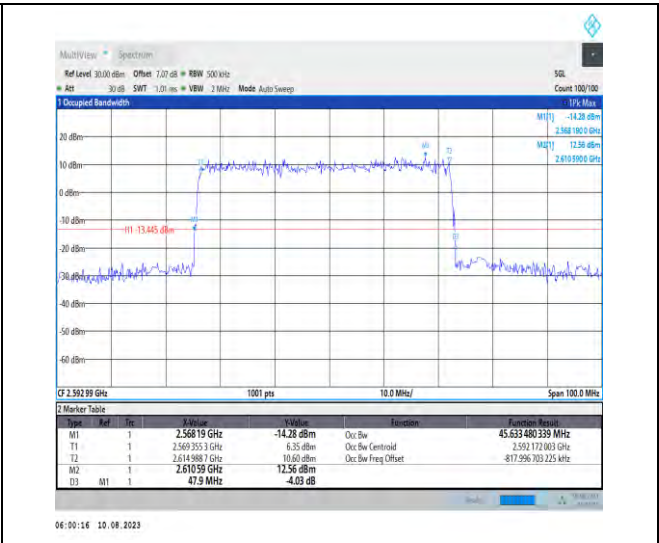 MultiView Spectrum
Ref Level 30.00 dBm Offset 7.07 dB RBW 500 kHz SGL
Att 30 dB SWT 1.01 ms VBW 2 MHz Mode Auto Sweep Count 100/100
1 Occupied Bandwidth 1Pk Max
M1[1] -14.28 dBm
2.568 190 0 GHz
20 dBm M2[1] 12.56 dBm
2.610 590 0 GHz
M2
T2
T1
10 dBm
0 dBm
-10 dBm
M1
H1 -13.445 dBm
D3
-20 dBm
-30 dBm
-40 dBm
-50 dBm
-60 dBm
CF 2.592 99 GHz 1001 pts 10.0 MHz/ Span 100.0 MHz
2 Marker Table
Type Ref Trc X-Value Y-Value Function Function Result
M1 1 2.568 19 GHz -14.28 dBm Occ Bw 45.633 480 339 MHz
T1 1 2.569 355 3 GHz 6.35 dBm Occ Bw Centroid 2.592 172 003 GHz
T2 1 2.614 988 7 GHz 10.60 dBm Occ Bw Freq Offset -817.996 703 225 kHz
M2 1 2.610 59 GHz 12.56 dBm
D3 M1 1 47.9 MHz -4.03 dB
06:00:16 10.08.2023